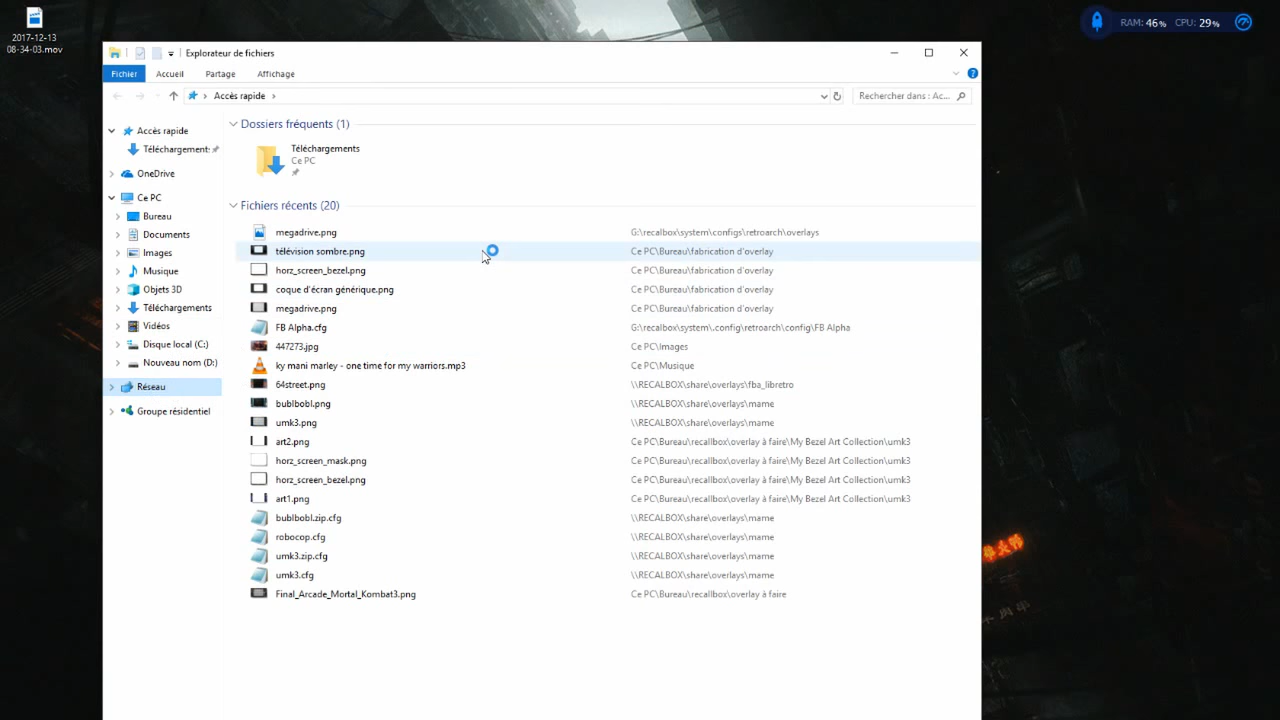 2017-12-13
08-34-03.mov
RAM: 46% CPU: 29%
Explorateur de fichiers
Fichier Accueil Partage Affichage
Accès rapide
Rechercher dans : Ac...
Accès rapide
Téléchargement:
OneDrive
Ce PC
Bureau
Documents
Images
Musique
Objets 3D
Téléchargements
Vidéos
Disque local (C:)
Nouveau nom (D:)
Réseau
Groupe résidentiel
Dossiers fréquents (1)
Téléchargements
Ce PC
Fichiers récents (20)
megadrive.png G:\recalbox\system\configs\retroarch\overlays
télévision sombre.png Ce PC\Bureau\fabrication d'overlay
horz_screen_bezel.png Ce PC\Bureau\fabrication d'overlay
coque d'écran générique.png Ce PC\Bureau\fabrication d'overlay
megadrive.png Ce PC\Bureau\fabrication d'overlay
FB Alpha.cfg G:\recalbox\system\.config\retroarch\config\FB Alpha
447273.jpg Ce PC\Images
ky mani marley - one time for my warriors.mp3 Ce PC\Musique
64street.png \\RECALBOX\share\overlays\fba_libretro
bublbobl.png \\RECALBOX\share\overlays\mame
umk3.png \\RECALBOX\share\overlays\mame
art2.png Ce PC\Bureau\recallbox\overlay à faire\My Bezel Art Collection\umk3
horz_screen_mask.png Ce PC\Bureau\recallbox\overlay à faire\My Bezel Art Collection\umk3
horz_screen_bezel.png Ce PC\Bureau\recallbox\overlay à faire\My Bezel Art Collection\umk3
art1.png Ce PC\Bureau\recallbox\overlay à faire\My Bezel Art Collection\umk3
bublbobl.zip.cfg \\RECALBOX\share\overlays\mame
robocop.cfg \\RECALBOX\share\overlays\mame
umk3.zip.cfg \\RECALBOX\share\overlays\mame
umk3.cfg \\RECALBOX\share\overlays\mame
Final_Arcade_Mortal_Kombat3.png Ce PC\Bureau\recallbox\overlay à faire